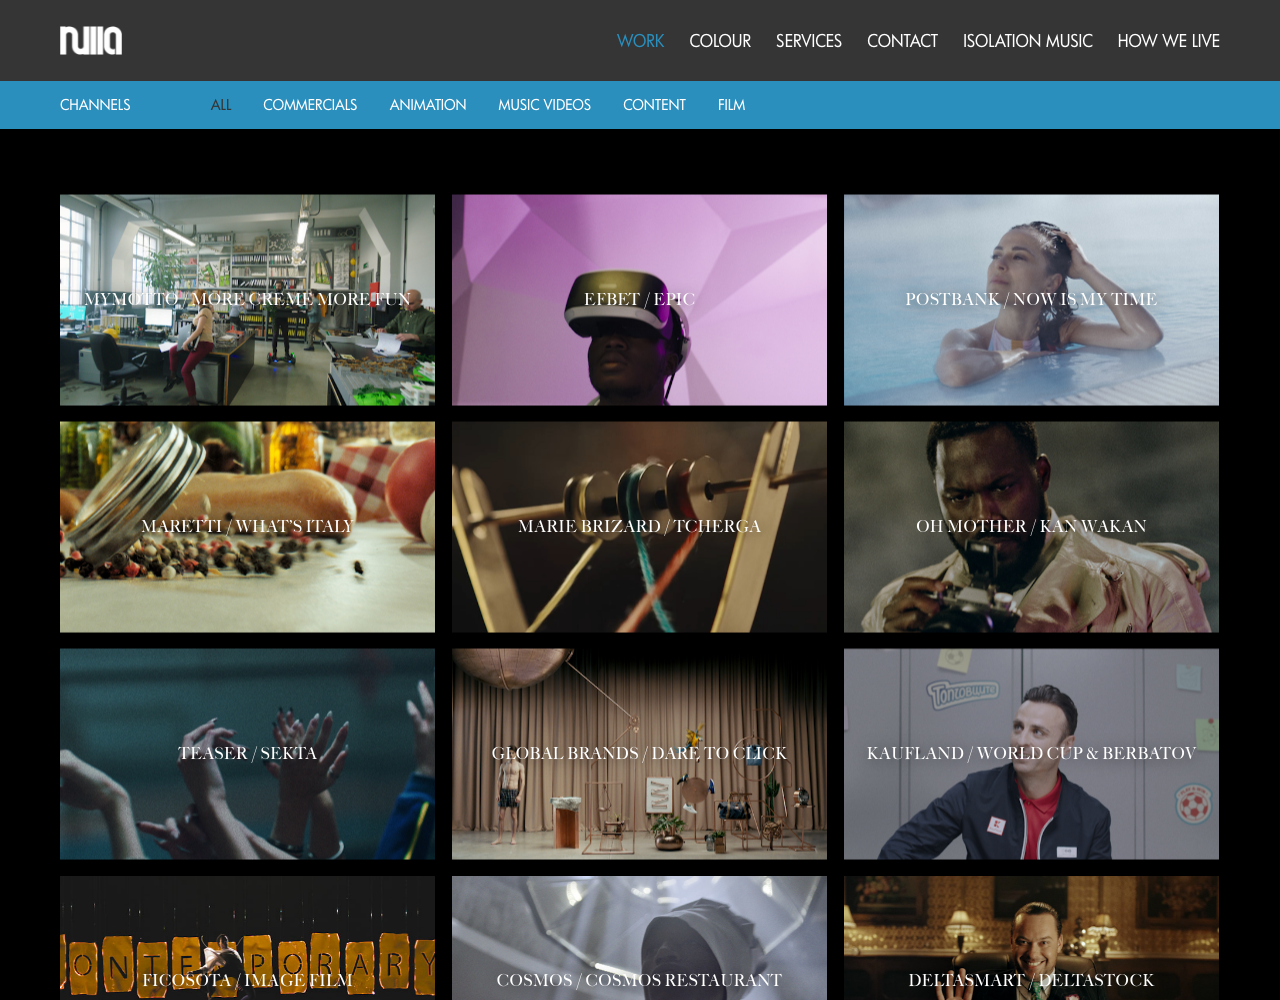 nulla
WORK COLOUR SERVICES CONTACT ISOLATION MUSIC HOW WE LIVE
CHANNELS ALL COMMERCIALS ANIMATION MUSIC VIDEOS CONTENT FILM
MYMOTTO / MORE CREME MORE FUN
EFBET / EPIC
POSTBANK / NOW IS MY TIME
MARETTI / WHAT'S ITALY
MARIE BRIZARD / TCHERGA
OH MOTHER / KAN WAKAN
TEASER / SEKTA
GLOBAL BRANDS / DARE TO CLICK
Топговщите
KAUFLAND / WORLD CUP & BERBATOV
ONTEMPORARY
FICOSOTA / IMAGE FILM
COSMOS / COSMOS RESTAURANT
DELTASMART / DELTASTOCK